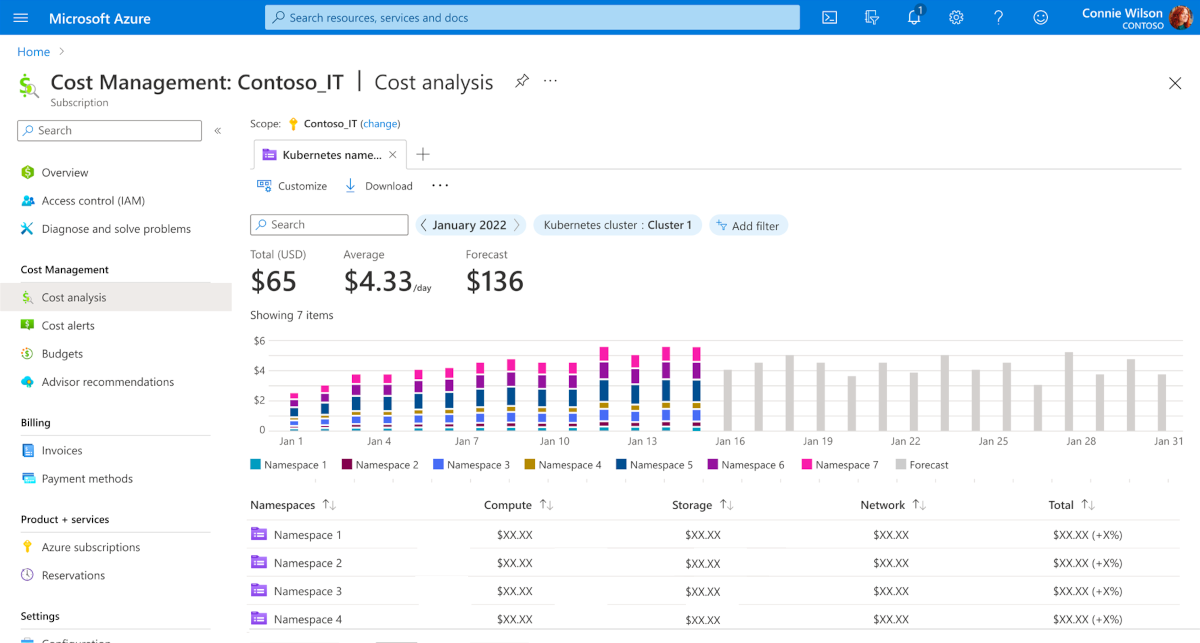 Microsoft Azure
Search resources, services and docs
1
Connie Wilson
CONTOSO
Home
Cost Management: Contoso_IT | Cost analysis
Subscription
Search
Overview
Access control (IAM)
Diagnose and solve problems
Cost Management
Cost analysis
Cost alerts
Budgets
Advisor recommendations
Billing
Invoices
Payment methods
Product + services
Azure subscriptions
Reservations
Settings
Configuration
Scope: Contoso_IT (change)
Kubernetes name...
Customize Download
Search
January 2022
Kubernetes cluster : Cluster 1
Add filter
Total (USD) Average Forecast
$65 $4.33/day $136
Showing 7 items
$6
$4
$2
0
Jan 1 Jan 4 Jan 7 Jan 10 Jan 13 Jan 16 Jan 19 Jan 22 Jan 25 Jan 28 Jan 31
Namespace 1 Namespace 2 Namespace 3 Namespace 4 Namespace 5 Namespace 6 Namespace 7 Forecast
Namespaces Compute Storage Network Total
Namespace 1 $XX.XX $XX.XX $XX.XX $XX.XX (+X%)
Namespace 2 $XX.XX $XX.XX $XX.XX $XX.XX (+X%)
Namespace 3 $XX.XX $XX.XX $XX.XX $XX.XX (+X%)
Namespace 4 $XX.XX $XX.XX $XX.XX $XX.XX (+X%)